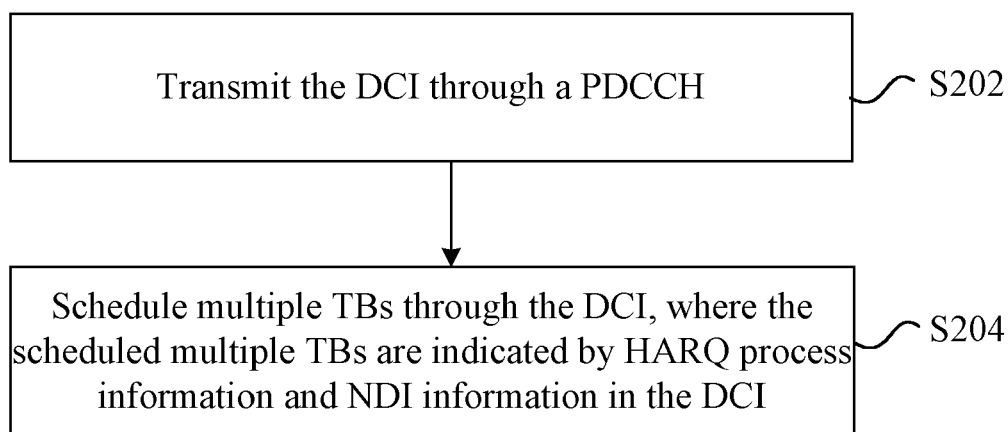 Transmit the DCI through a PDCCH
S202
Schedule multiple TBs through the DCI, where the
scheduled multiple TBs are indicated by HARQ process
information and NDI information in the DCI
S204